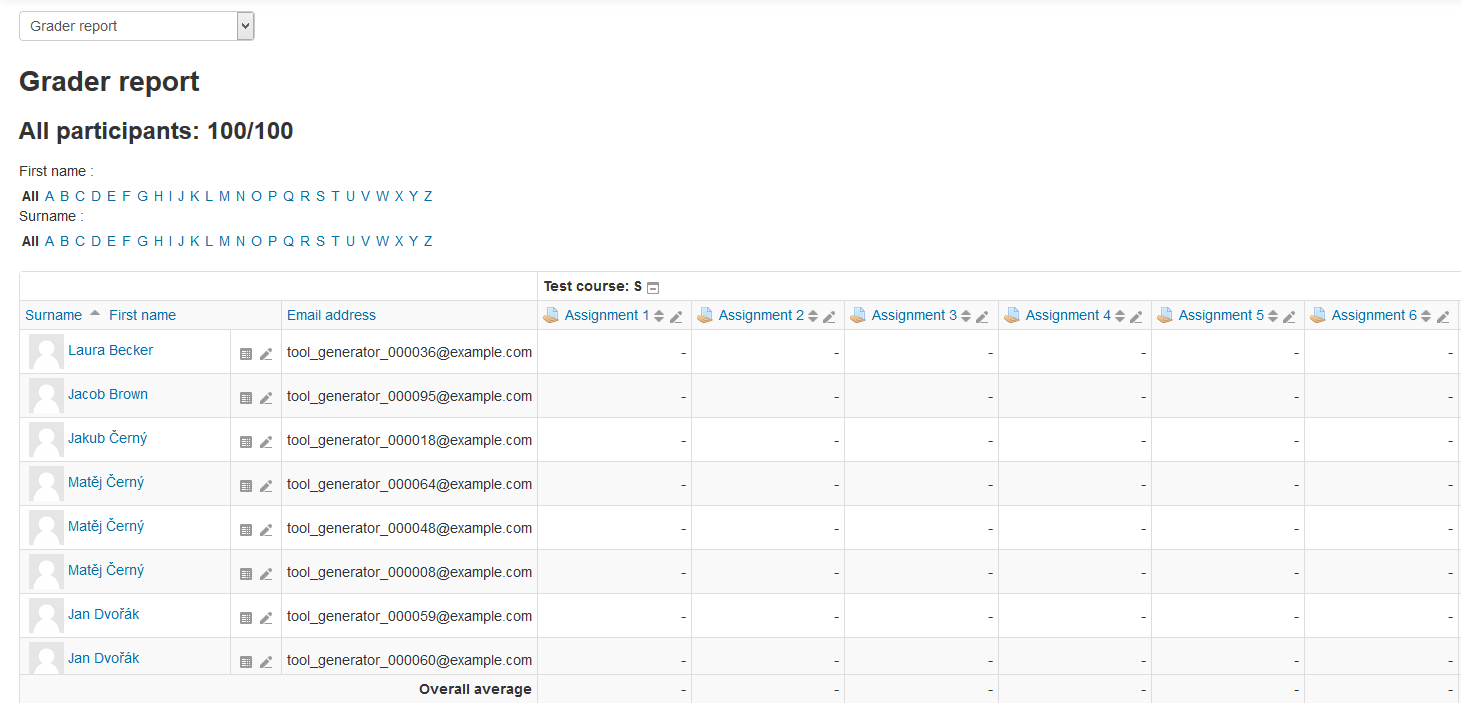 Grader report
Grader report
All participants: 100/100
First name :
All A B C D E F G H I J K L M N O P Q R S T U V W X Y Z
Surname :
All A B C D E F G H I J K L M N O P Q R S T U V W X Y Z
Test course: S
Surname First name Email address Assignment 1 Assignment 2 Assignment 3 Assignment 4 Assignment 5 Assignment 6
Laura Becker tool_generator_000036@example.com - - - - - -
Jacob Brown tool_generator_000095@example.com - - - - - -
Jakub Černý tool_generator_000018@example.com - - - - - -
Matěj Černý tool_generator_000064@example.com - - - - - -
Matěj Černý tool_generator_000048@example.com - - - - - -
Matěj Černý tool_generator_000008@example.com - - - - - -
Jan Dvořák tool_generator_000059@example.com - - - - - -
Jan Dvořák tool_generator_000060@example.com - - - - - -
Overall average - - - - - -